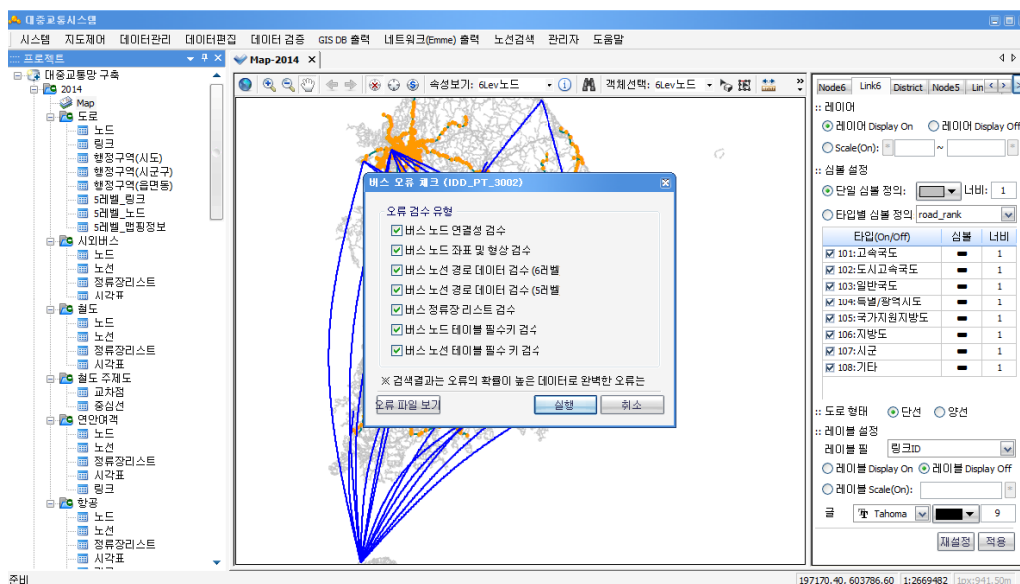 대중교통시스템
시스템 지도제어 데이터관리 데이터편집 데이터 검증 GIS DB 출력 네트워크(Emme) 출력 노선검색 관리자 도움말
프로젝트
Map-2014
대중교통망 구축
2014
Map
도로
노드
링크
행정구역(시도)
행정구역(시군구)
행정구역(읍면동)
5레벨_링크
5레벨_노드
5레벨_맵핑정보
시외버스
노드
노선
정류장리스트
시각표
철도
노드
노선
정류장리스트
시각표
철도 주제도
교차점
중심선
연안여객
노드
노선
정류장리스트
시각표
링크
항공
노드
노선
정류장리스트
시각표
속성보기: 6Lev노드 객체선택: 6Lev노드
버스 오류 체크 (IDD_PT_3002)
오류 검수 유형
버스 노드 연결성 검수
버스 노드 좌표 및 형상 검수
버스 노선 경로 데이터 검수 (6레벨
버스 노선 경로 데이터 검수 (5레벨
버스 정류장 리스트 검수
버스 노드 테이블 필수키 검수
버스 노선 테이블 필수 키 검수
※ 검색결과는 오류의 확률이 높은 데이터로 완벽한 오류는
오류 파일 보기 실행 취소
Node6 Link6 District Node5 Lin
:: 레이어
레이어 Display On 레이어 Display Off
Scale(On): ~
:: 심볼 설정
단일 심볼 정의: 너비: 1
타입별 심볼 정의 road_rank
타입(On/Off) 심볼 너비
101:고속국도 1
102:도시고속국도 1
103:일반국도 1
104:특별/광역시도 1
105:국가지원지방도 1
106:지방도 1
107:시군 1
108:기타 1
:: 도로 형태 단선 양선
:: 레이블 설정
레이블 필 링크ID
레이블 Display On 레이블 Display Off
레이블 Scale(On):
글 Tahoma 9
재설정 적용
준비 197170.40, 603786.60 1:2669482 1px:941.50m